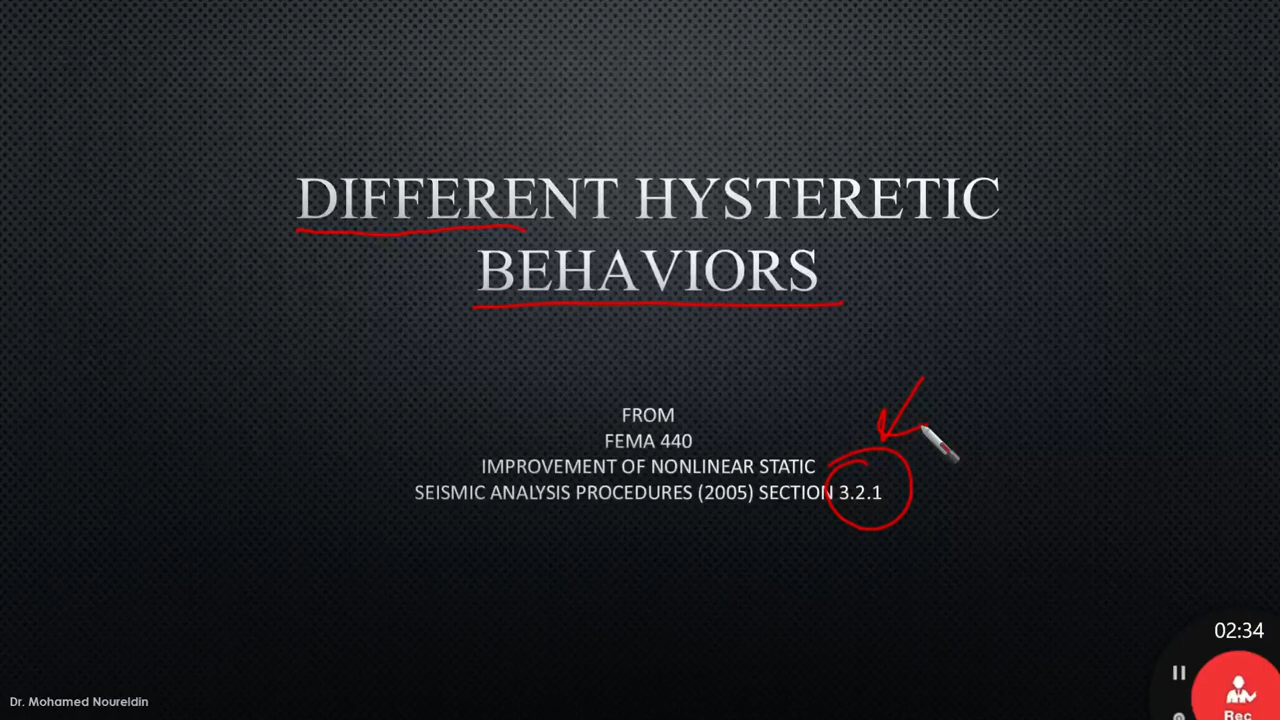 DIFFERENT HYSTERETIC
BEHAVIORS
FROM
FEMA 440
IMPROVEMENT OF NONLINEAR STATIC
SEISMIC ANALYSIS PROCEDURES (2005) SECTION 3.2.1
02:34
Rec
Dr. Mohamed Noureldin